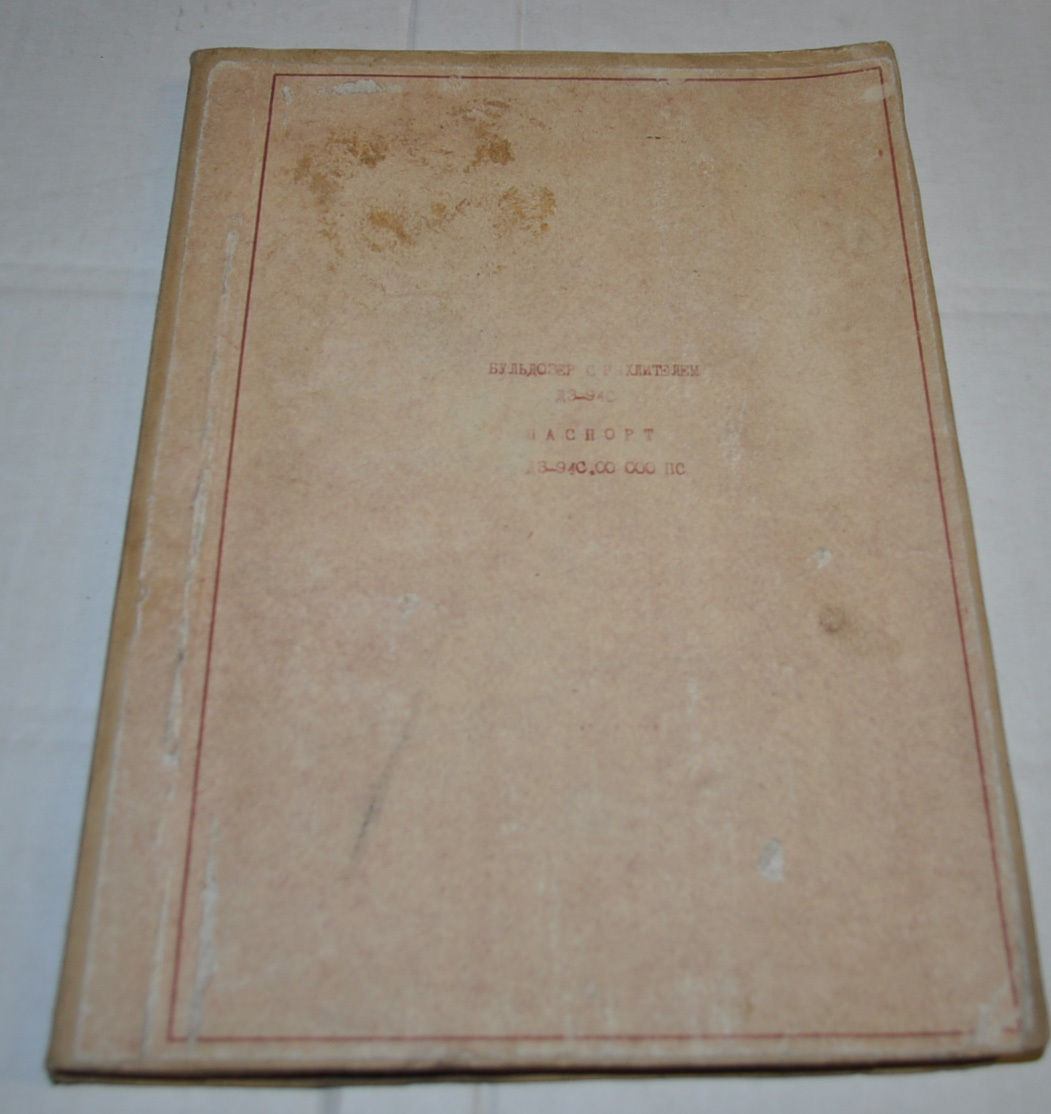 БУЛЬДОЗЕР С РЫХЛИТЕЛЕМ
ДЗ-94С
ПАСПОРТ
ДЗ-94С.00 000 ПС